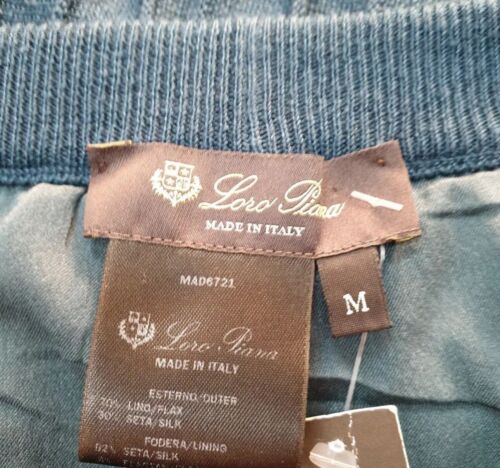 Loro Piana
MADE IN ITALY
M
MAD6721
Loro Piana
MADE IN ITALY
ESTERNO/OUTER
70% LINO/FLAX
30% SETA/SILK
FODERA/LINING
92% SETA/SILK